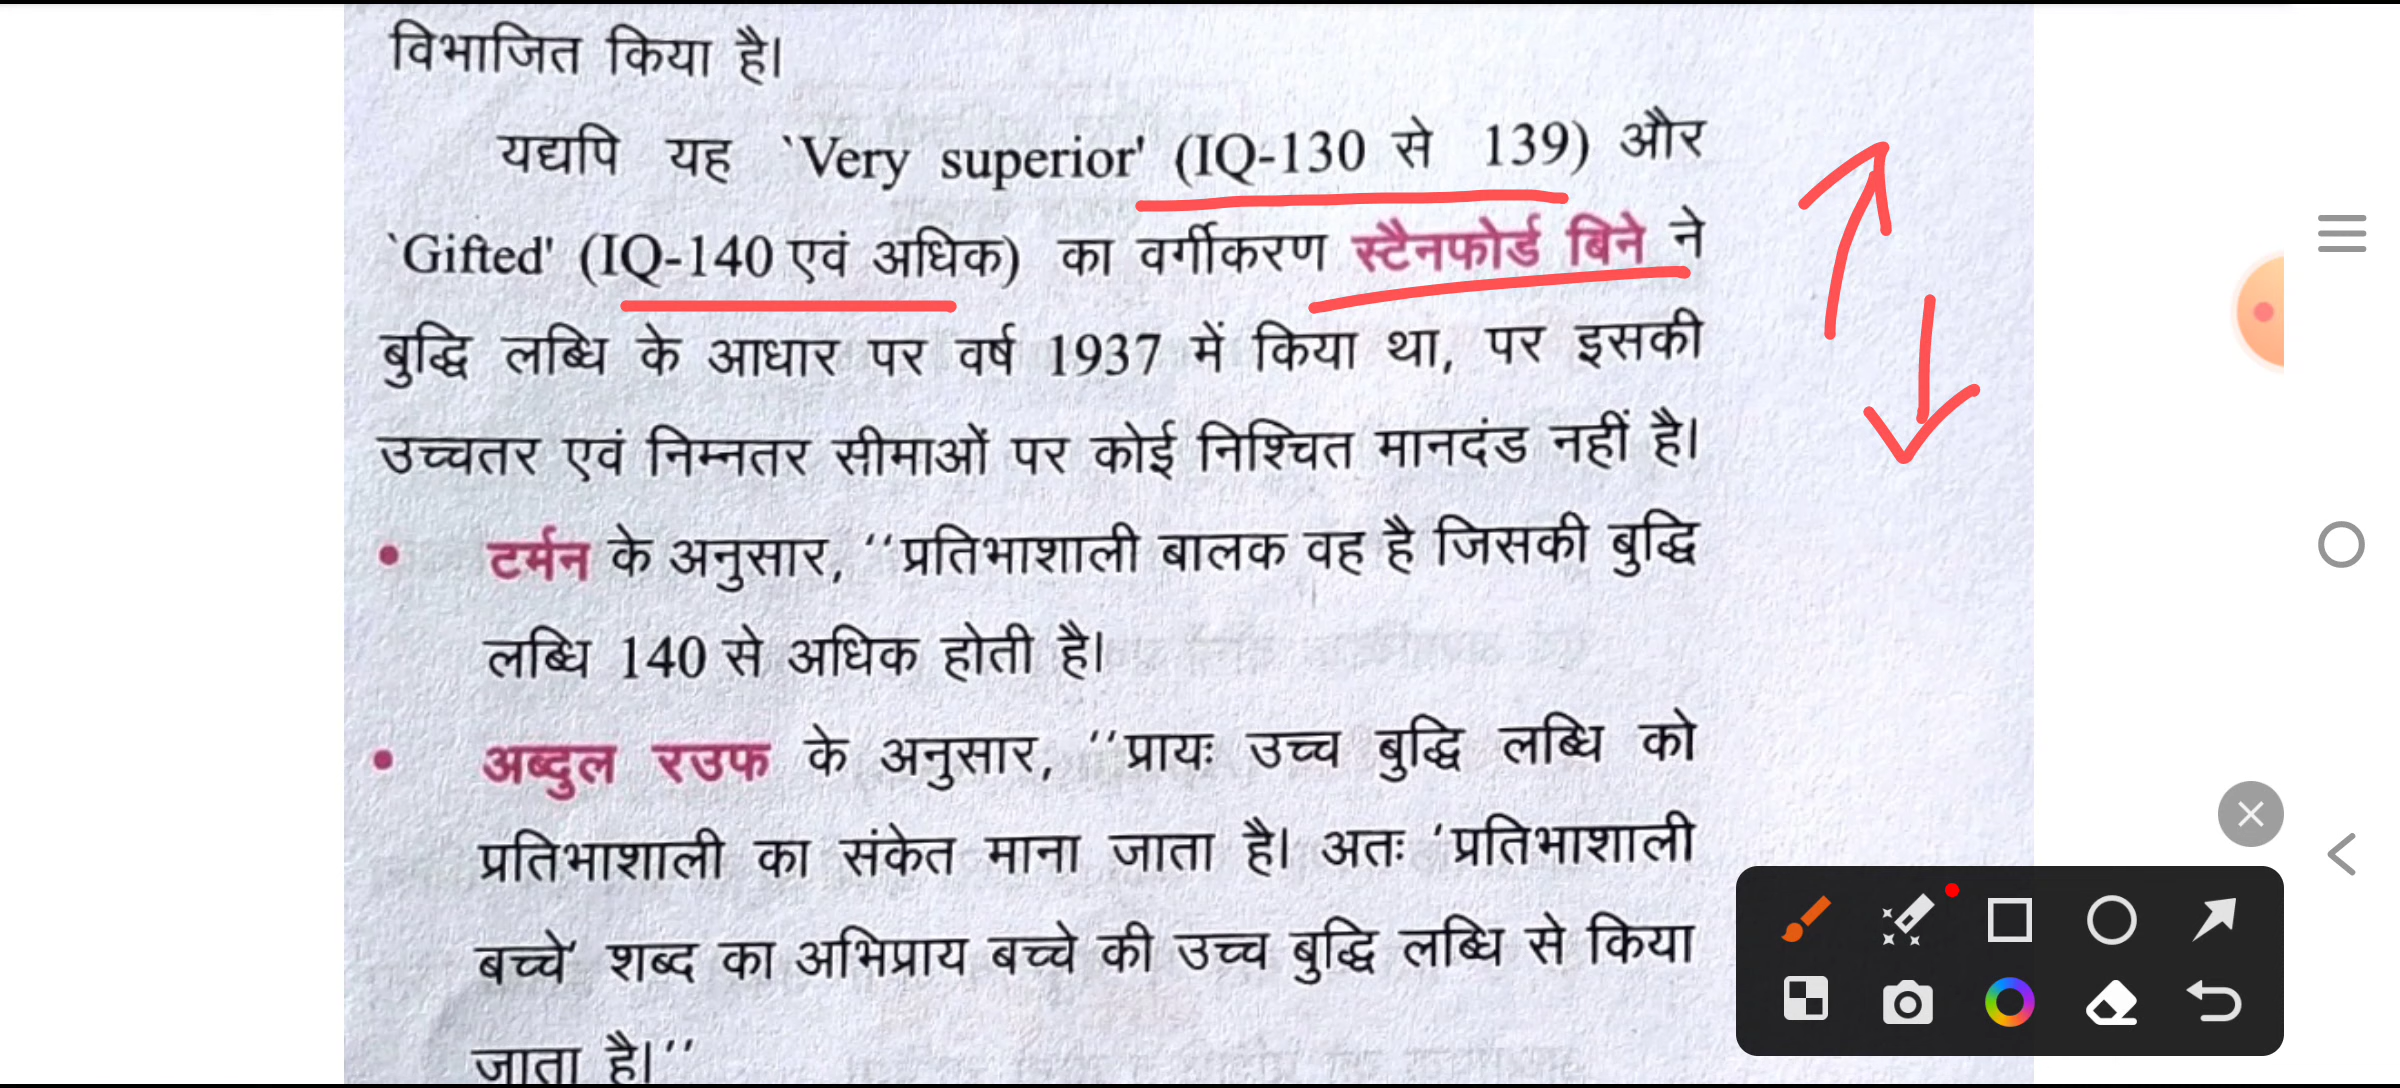 विभाजित किया है।
यद्यपि यह `Very superior' (IQ-130 से 139) और
`Gifted' (IQ-140 एवं अधिक) का वर्गीकरण स्टैनफोर्ड बिने ने
बुद्धि लब्धि के आधार पर वर्ष 1937 में किया था, पर इसकी
उच्चतर एवं निम्नतर सीमाओं पर कोई निश्चित मानदंड नहीं है।
• टर्मन के अनुसार, ‘‘प्रतिभाशाली बालक वह है जिसकी बुद्धि
लब्धि 140 से अधिक होती है।
• अब्दुल रउफ के अनुसार, ‘‘प्रायः उच्च बुद्धि लब्धि को
प्रतिभाशाली का संकेत माना जाता है। अतः ‘प्रतिभाशाली
बच्चे’ शब्द का अभिप्राय बच्चे की उच्च बुद्धि लब्धि से किया
जाता है।’’